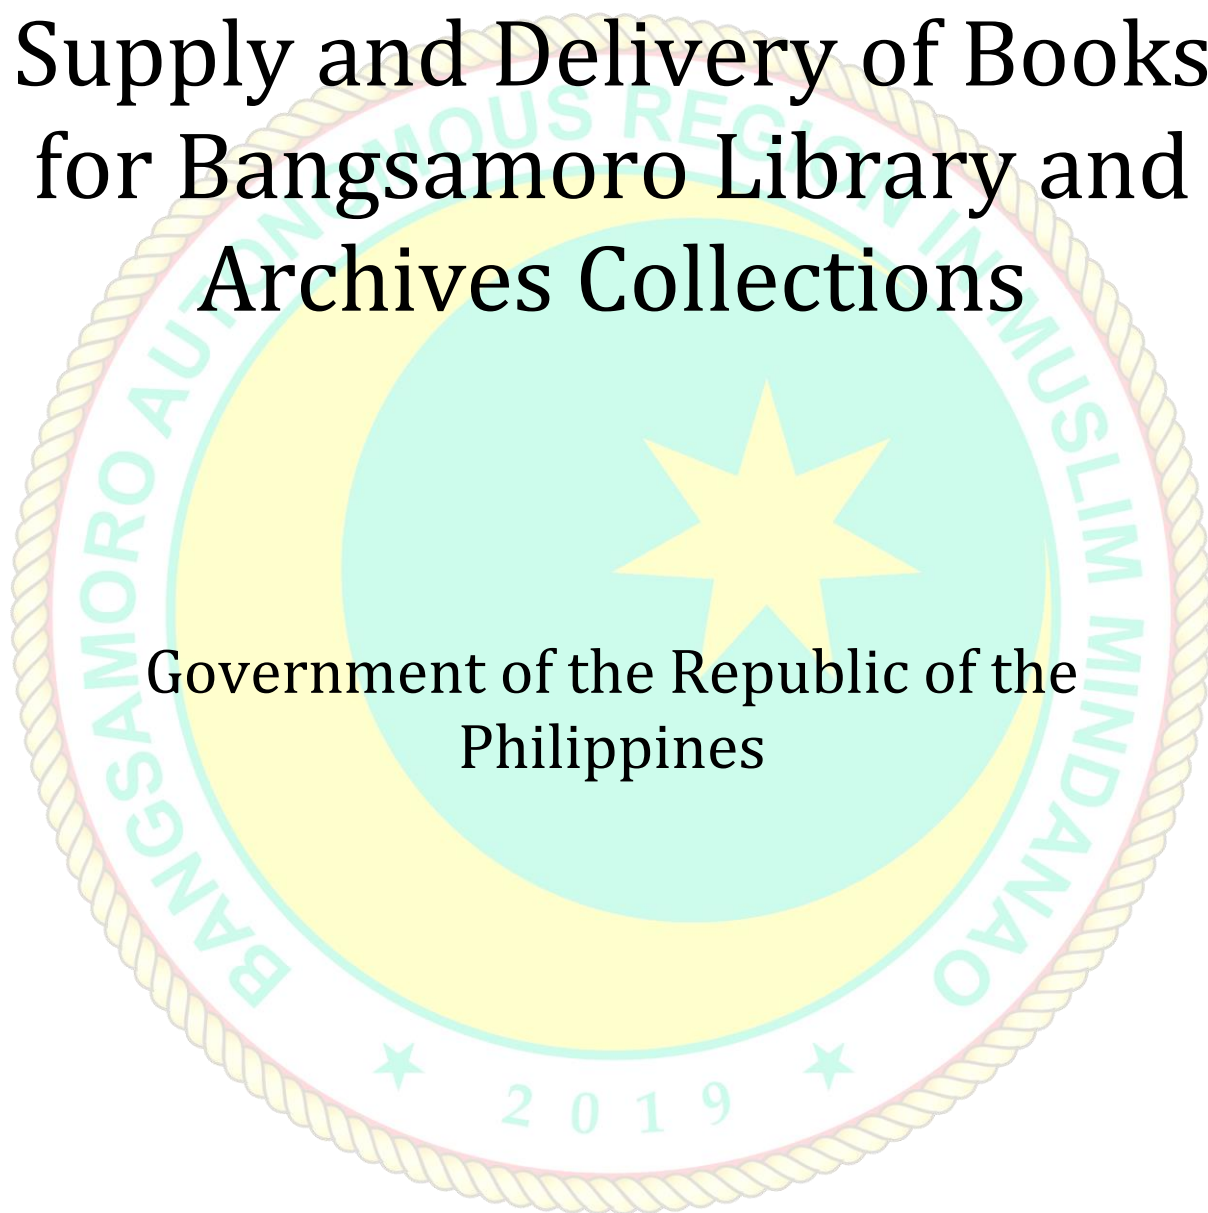 Supply and Delivery of Books
for Bangsamoro Library and
Archives Collections
Government of the Republic of the
Philippines
BANGSAMORO AUTONOMOUS REGION IN MUSLIM MINDANAO
2019